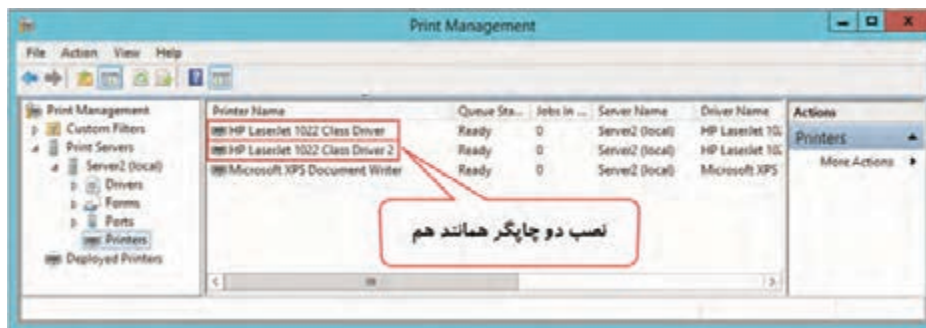 Print Management
File Action View Help
Print Management
Custom Filters
Print Servers
Server2 (local)
Drivers
Forms
Ports
Printers
Deployed Printers
Printer Name Queue Sta... Jobs In ... Server Name Driver Name
HP LaserJet 1022 Class Driver Ready 0 Server2 (local) HP LaserJet 102
HP LaserJet 1022 Class Driver 2 Ready 0 Server2 (local) HP LaserJet 102
Microsoft XPS Document Writer Ready 0 Server2 (local) Microsoft XPS
Actions
Printers
More Actions
نصب دو چاپگر همانند هم